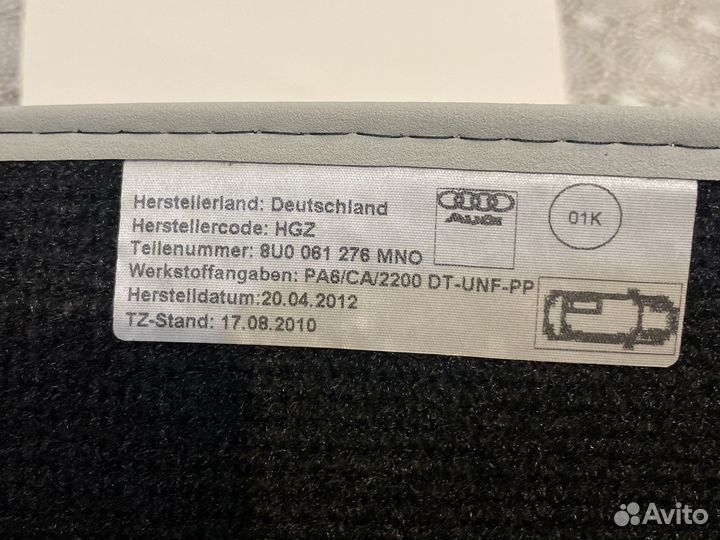 Herstellerland: Deutschland
Herstellercode: HGZ
Teilenummer: 8U0 061 276 MNO
Werkstoffangaben: PA6/CA/2200 DT-UNF-PP
Herstelldatum:20.04.2012
TZ-Stand: 17.08.2010
Audi
01K
Avito